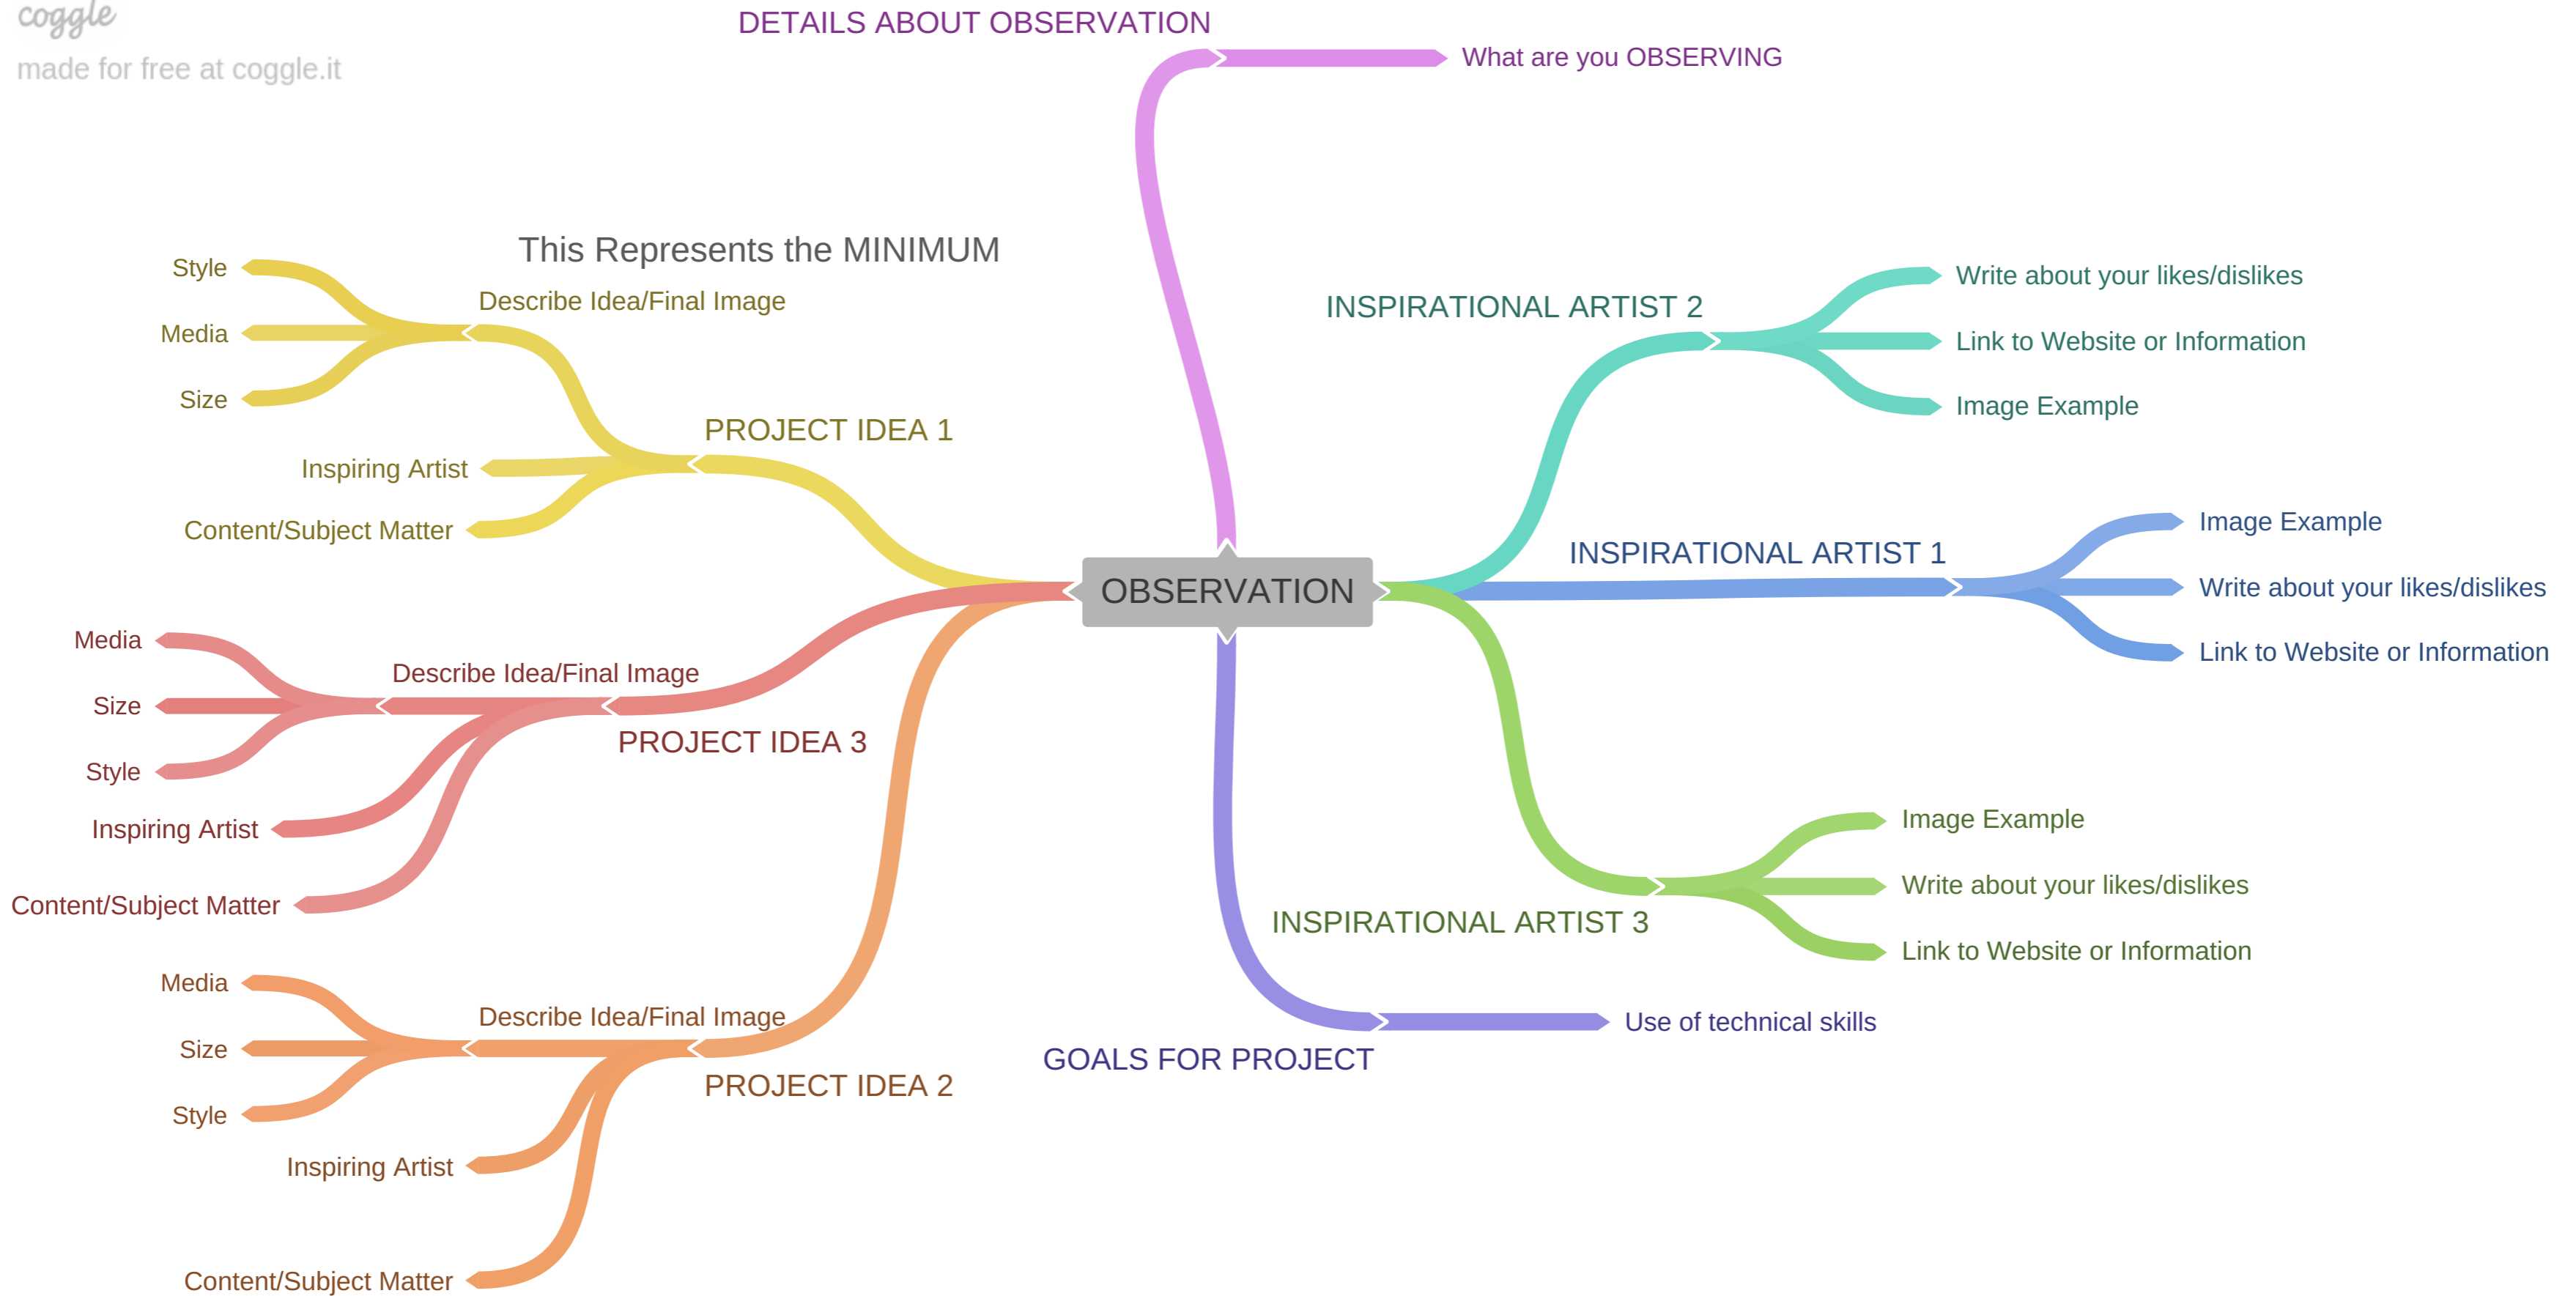 coggle
made for free at coggle.it
DETAILS ABOUT OBSERVATION
What are you OBSERVING
This Represents the MINIMUM
Describe Idea/Final Image
Style
Media
Size
PROJECT IDEA 1
Inspiring Artist
Content/Subject Matter
OBSERVATION
Media
Size
Style
Describe Idea/Final Image
PROJECT IDEA 3
Inspiring Artist
Content/Subject Matter
Media
Size
Style
Describe Idea/Final Image
PROJECT IDEA 2
Inspiring Artist
Content/Subject Matter
INSPIRATIONAL ARTIST 2
Write about your likes/dislikes
Link to Website or Information
Image Example
INSPIRATIONAL ARTIST 1
Image Example
Write about your likes/dislikes
Link to Website or Information
INSPIRATIONAL ARTIST 3
Image Example
Write about your likes/dislikes
Link to Website or Information
GOALS FOR PROJECT
Use of technical skills